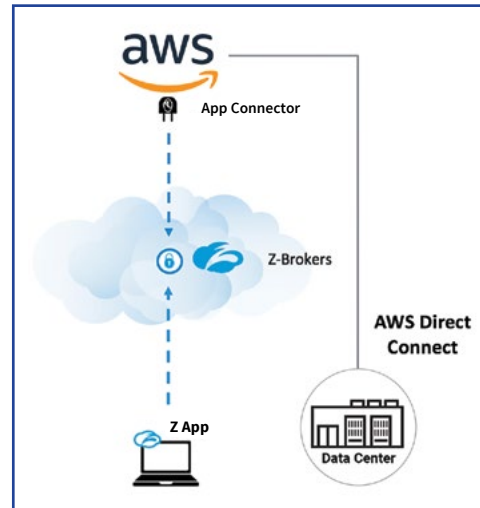 aws
App Connector
Z-Brokers
AWS Direct
Connect
Z App
Data Center